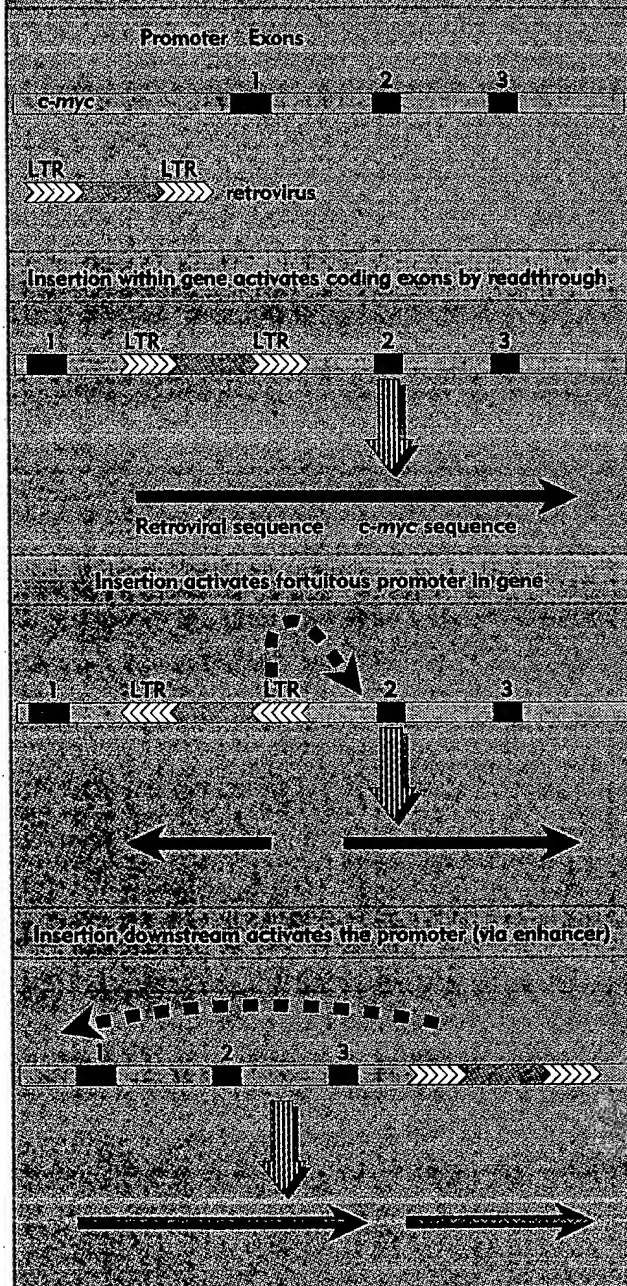 Promoter Exons
1 2 3
c-myc
LTR LTR
retrovirus
Insertion within gene activates coding exons by readthrough
1 LTR LTR 2 3
Retroviral sequence c-myc sequence
Insertion activates fortuitous promoter in gene
1 LTR LTR 2 3
Insertion downstream activates the promoter (via enhancer)
1 2 3